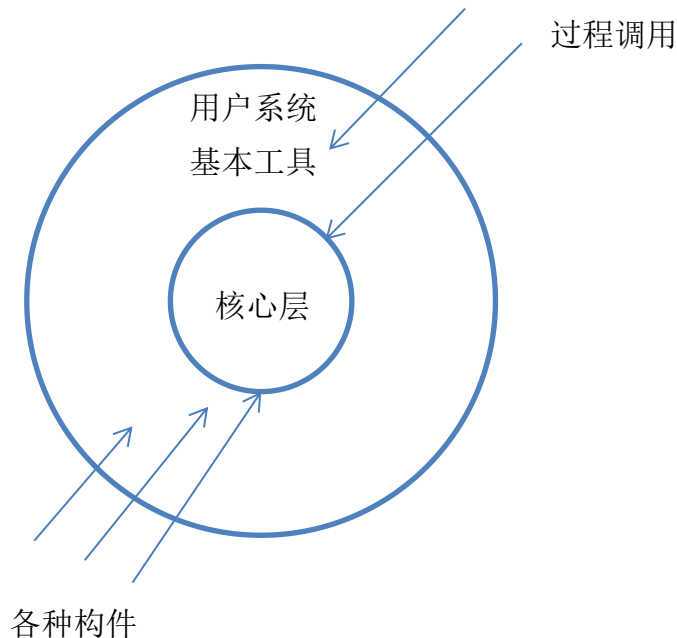 过程调用
用户系统
基本工具
核心层
各种构件